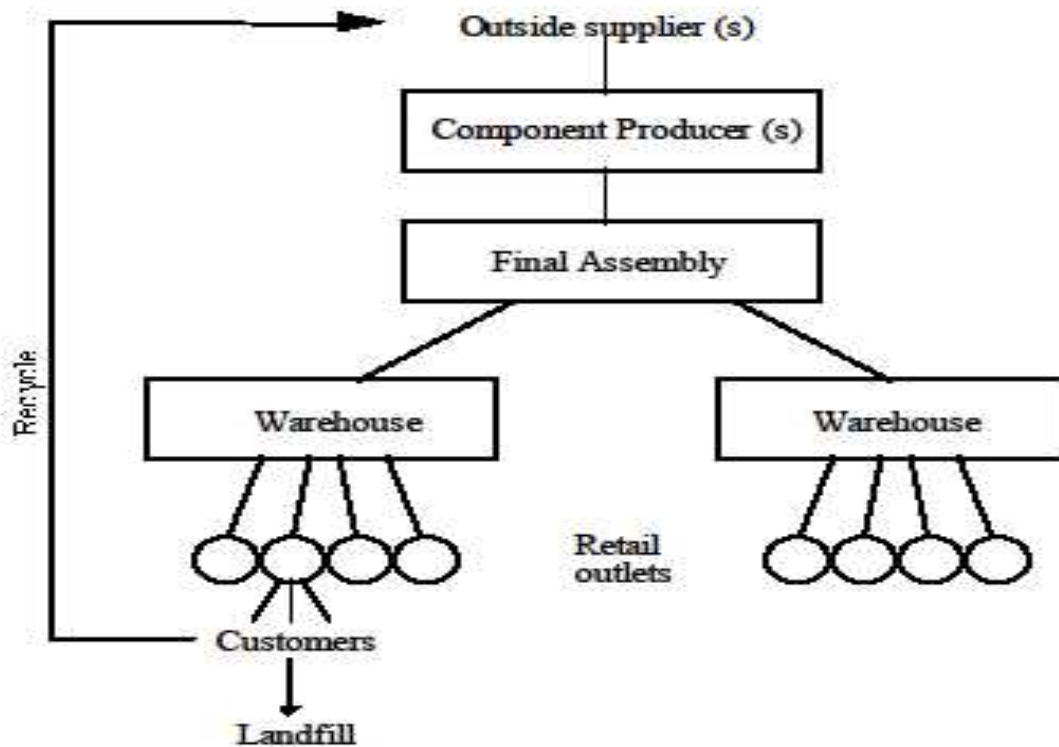 Outside supplier (s)
Component Producer (s)
Final Assembly
Recycle
Warehouse
Warehouse
Retail
outlets
Customers
Landfill